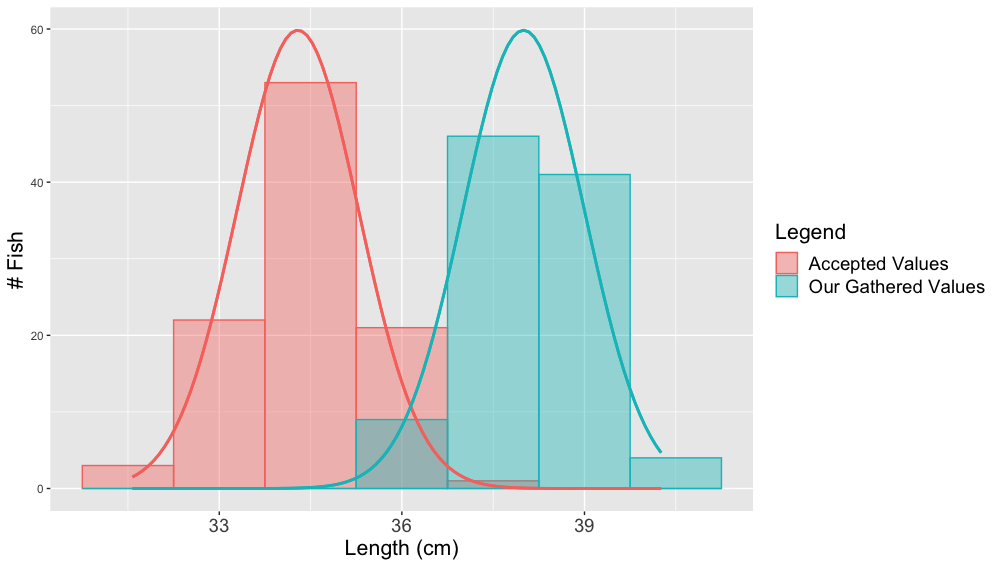 60
40
20
0
# Fish
33 36 39
Length (cm)
Legend
Accepted Values
Our Gathered Values